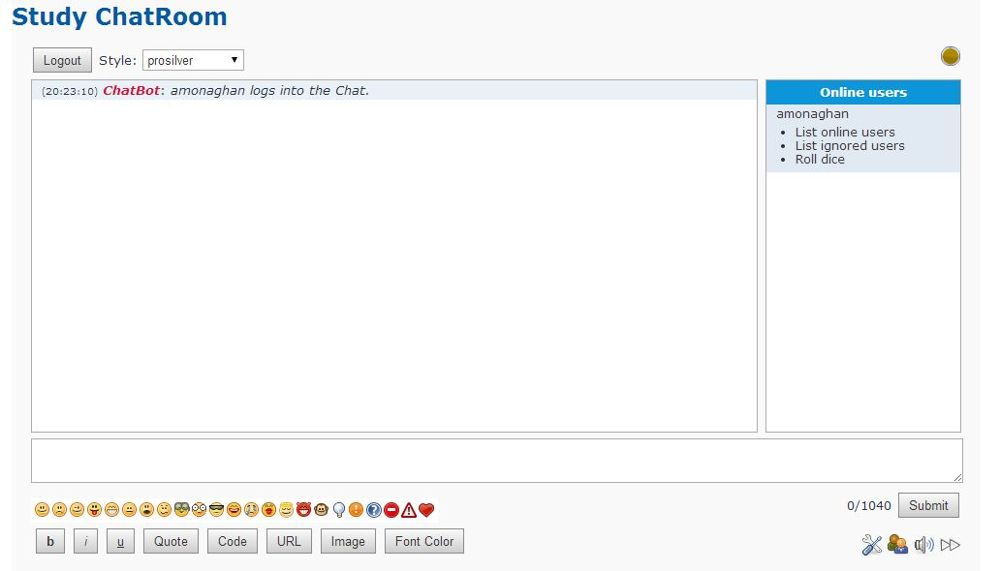 Study ChatRoom
Logout Style: prosilver
(20:23:10) ChatBot: amonaghan logs into the Chat.
Online users
amonaghan
List online users
List ignored users
Roll dice
0/1040 Submit
b i u Quote Code URL Image Font Color